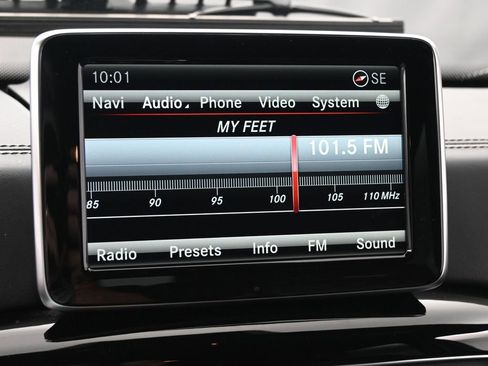 10:01 SE
Navi Audio Phone Video System
MY FEET
101.5 FM
85 90 95 100 105 110 MHz
Radio Presets Info FM Sound